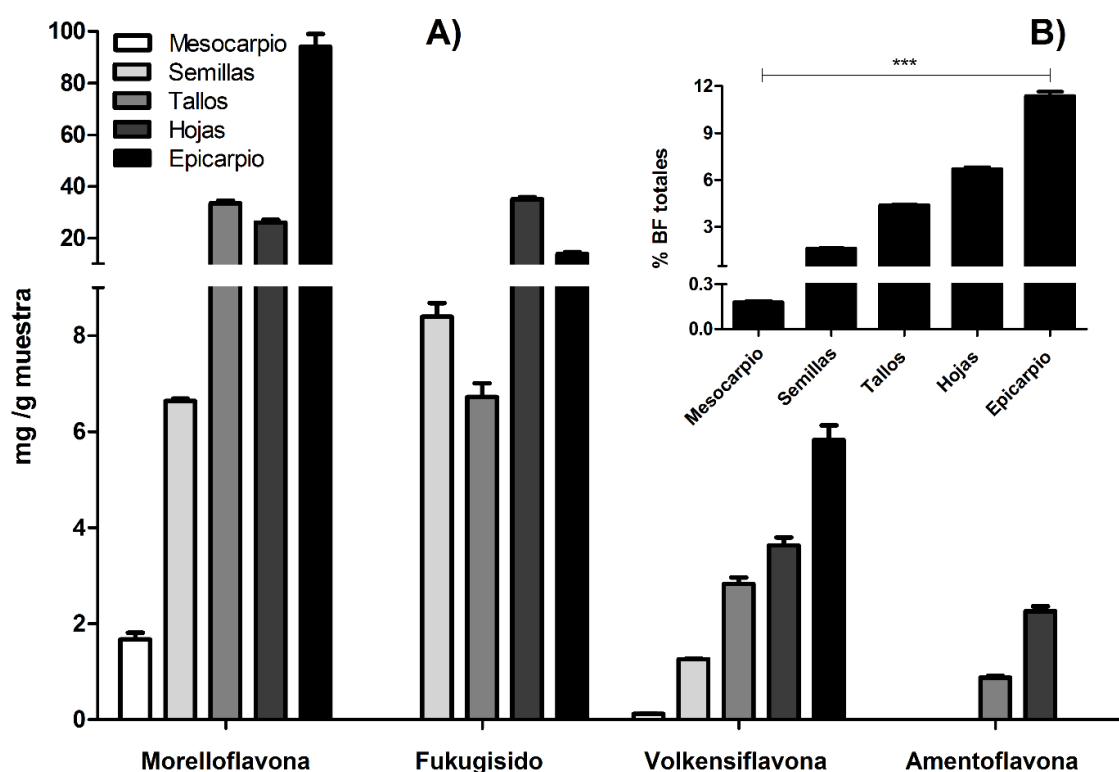 A)
Mesocarpio
Semillas
Tallos
Hojas
Epicarpio
100
80
60
40
20
8
6
4
2
0
mg /g muestra
Morelloflavona
Fukugisido
Volkensiflavona
Amentoflavona
B)
***
12
9
6
3
0.3
0.0
% BF totales
Mesocarpio
Semillas
Tallos
Hojas
Epicarpio